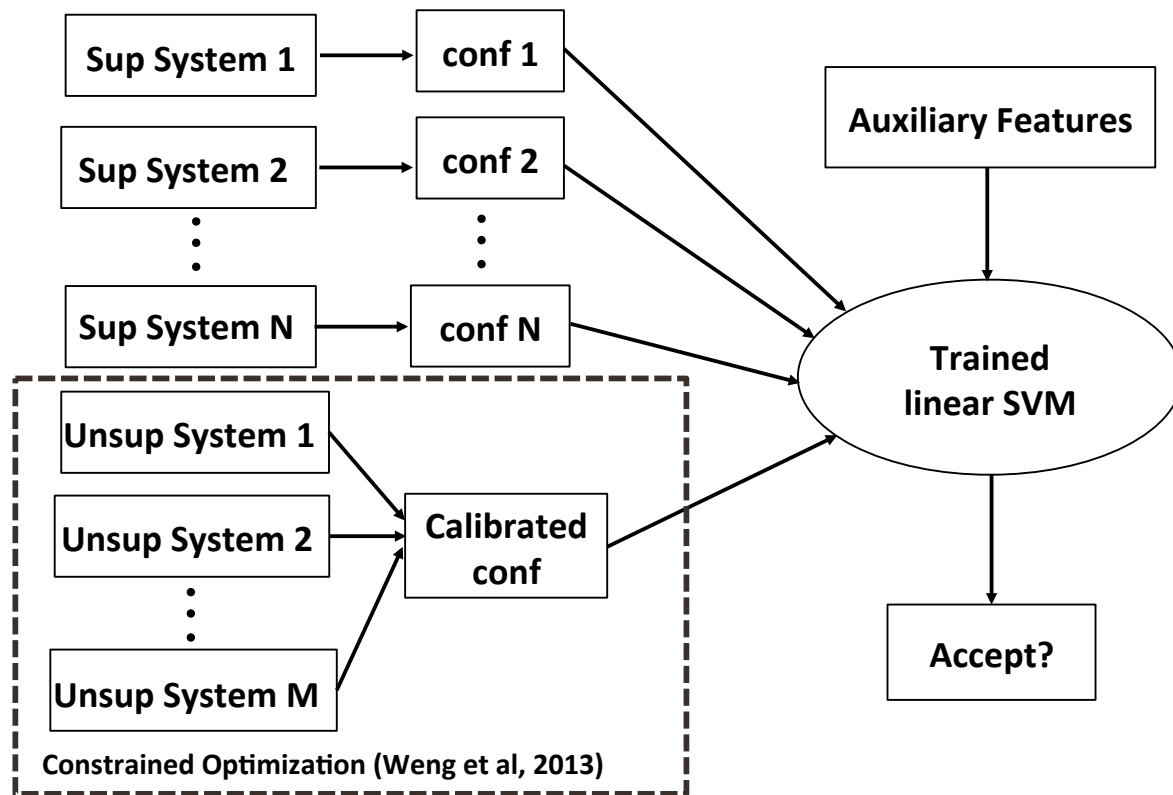 Sup System 1
conf 1
Auxiliary Features
Sup System 2
conf 2
Sup System N
conf N
Trained
linear SVM
Unsup System 1
Unsup System 2
Calibrated
conf
Unsup System M
Accept?
Constrained Optimization (Weng et al, 2013)